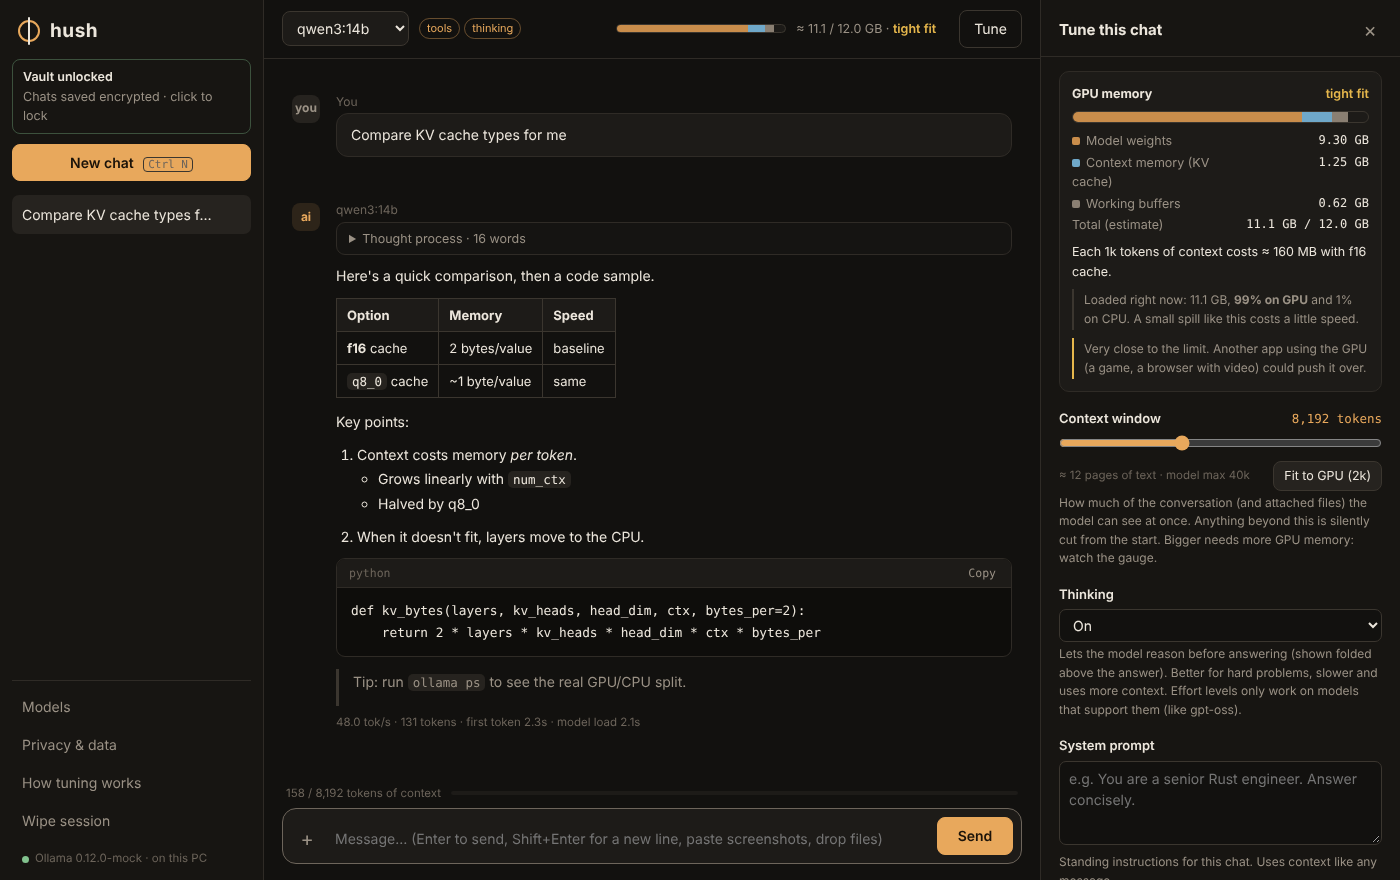 hush
Vault unlocked
Chats saved encrypted · click to
lock
New chat Ctrl N
Compare KV cache types f...
Models
Privacy & data
How tuning works
Wipe session
Ollama 0.12.0-mock · on this PC
qwen3:14b
tools
thinking
≈ 11.1 / 12.0 GB · tight fit
Tune
you
You
Compare KV cache types for me
ai
qwen3:14b
Thought process · 16 words
Here's a quick comparison, then a code sample.
Option Memory Speed
f16 cache 2 bytes/value baseline
q8_0 cache ~1 byte/value same
Key points:
1. Context costs memory per token.
Grows linearly with num_ctx
Halved by q8_0
2. When it doesn't fit, layers move to the CPU.
python Copy
def kv_bytes(layers, kv_heads, head_dim, ctx, bytes_per=2):
return 2 * layers * kv_heads * head_dim * ctx * bytes_per
Tip: run ollama ps to see the real GPU/CPU split.
48.0 tok/s · 131 tokens · first token 2.3s · model load 2.1s
158 / 8,192 tokens of context
+ Message... (Enter to send, Shift+Enter for a new line, paste screenshots, drop files)
Send
Tune this chat ×
GPU memory tight fit
Model weights 9.30 GB
Context memory (KV 1.25 GB
cache)
Working buffers 0.62 GB
Total (estimate) 11.1 GB / 12.0 GB
Each 1k tokens of context costs ≈ 160 MB with f16
cache.
Loaded right now: 11.1 GB, 99% on GPU and 1%
on CPU. A small spill like this costs a little speed.
Very close to the limit. Another app using the GPU
(a game, a browser with video) could push it over.
Context window 8,192 tokens
≈ 12 pages of text · model max 40k
Fit to GPU (2k)
How much of the conversation (and attached files) the
model can see at once. Anything beyond this is silently
cut from the start. Bigger needs more GPU memory:
watch the gauge.
Thinking
On
Lets the model reason before answering (shown folded
above the answer). Better for hard problems, slower and
uses more context. Effort levels only work on models
that support them (like gpt-oss).
System prompt
e.g. You are a senior Rust engineer. Answer
concisely.
Standing instructions for this chat. Uses context like any